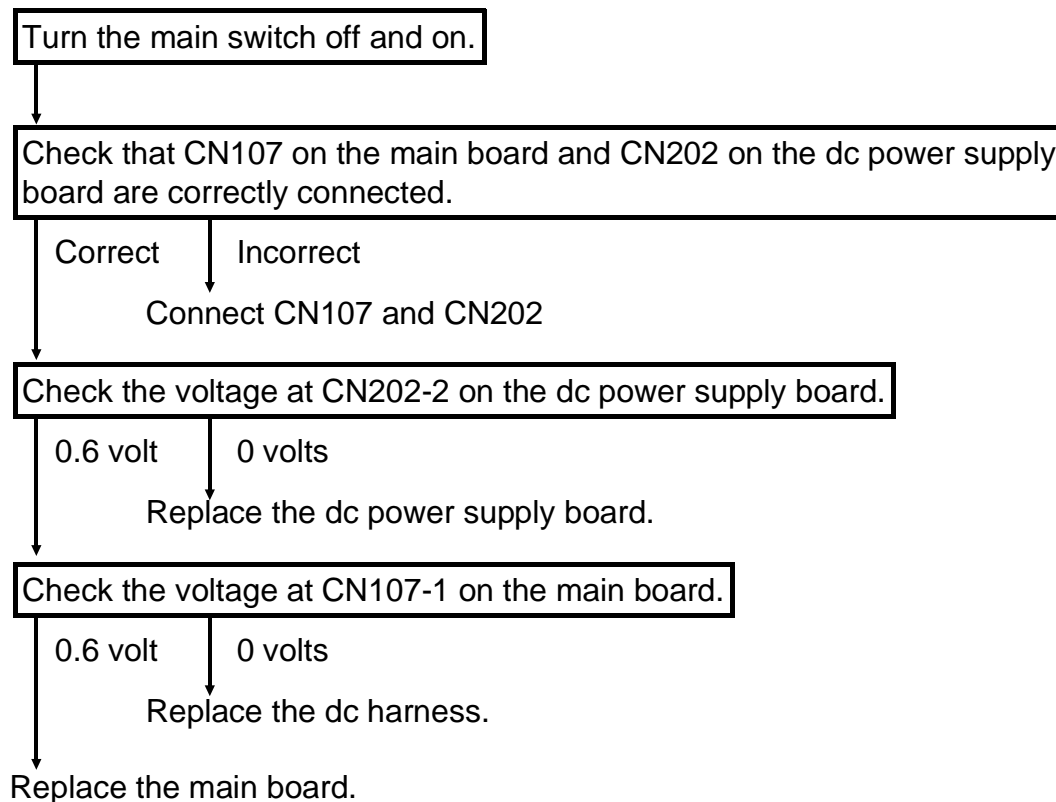 Turn the main switch off and on.
Check that CN107 on the main board and CN202 on the dc power supply
board are correctly connected.
Correct
Incorrect
Connect CN107 and CN202
Check the voltage at CN202-2 on the dc power supply board.
0.6 volt
0 volts
Replace the dc power supply board.
Check the voltage at CN107-1 on the main board.
0.6 volt
0 volts
Replace the dc harness.
Replace the main board.